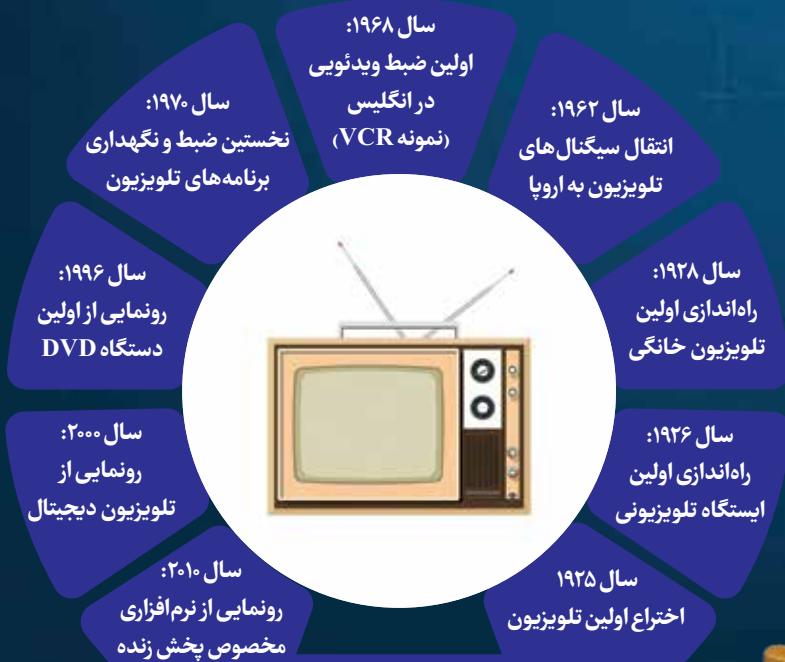 سال ۱۹۲۵
اختراع اولین تلویزیون
سال ۱۹۲۶:
راه‌اندازی اولین
ایستگاه تلویزیونی
سال ۱۹۲۸:
راه‌اندازی اولین
تلویزیون خانگی
سال ۱۹۶۲:
انتقال سیگنال‌های
تلویزیون به اروپا
سال ۱۹۶۸:
اولین ضبط ویدئویی
در انگلیس
(نمونه VCR)
سال ۱۹۷۰:
نخستین ضبط و نگهداری
برنامه‌های تلویزیون
سال ۱۹۹۶:
رونمایی از اولین
دستگاه DVD
سال ۲۰۰۰:
رونمایی از
تلویزیون دیجیتال
سال ۲۰۱۰:
رونمایی از نرم‌افزاری
مخصوص پخش زنده